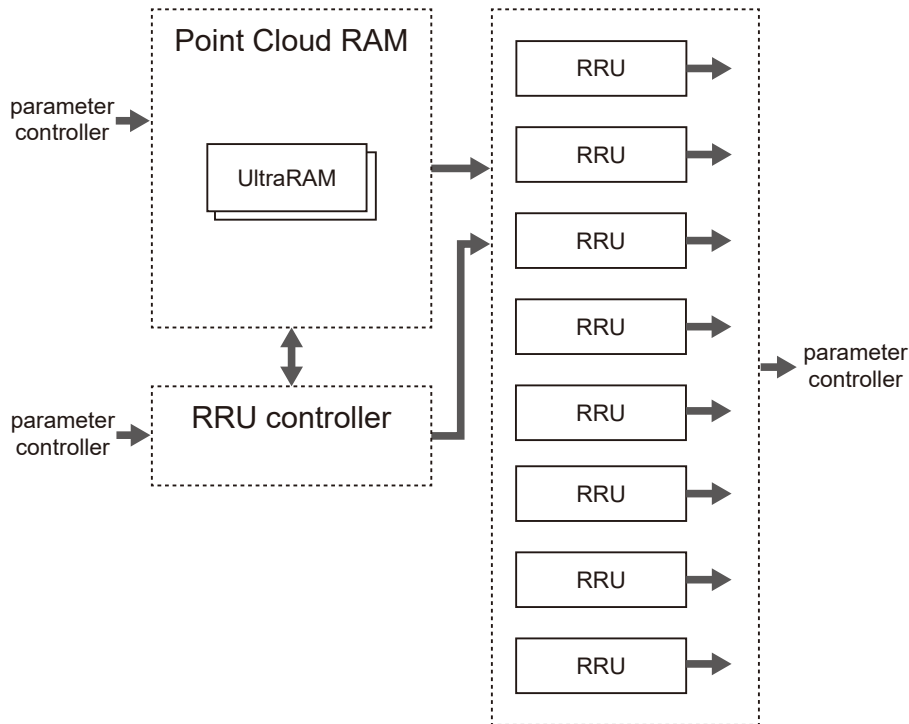 Point Cloud RAM
parameter
controller
UltraRAM
RRU controller
parameter
controller
RRU
RRU
RRU
RRU
RRU
RRU
RRU
RRU
parameter
controller